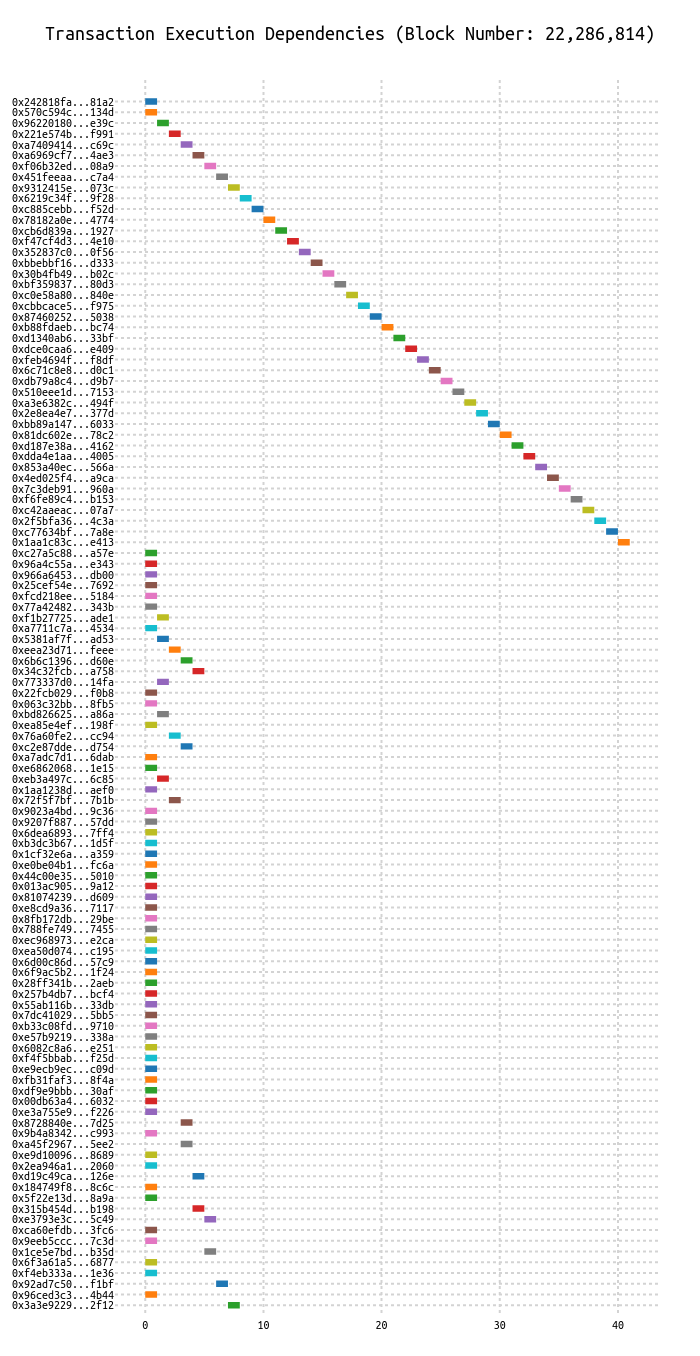 Transaction Execution Dependencies (Block Number: 22,286,814)
0x242818fa...81a2
0x570c594c...134d
0x96220180...e39c
0x221e574b...f991
0xa7409414...c69c
0xa6969cf7...4ae3
0xf06b32ed...08a9
0x451feeaa...c7a4
0x9312415e...073c
0x6219c34f...9f28
0xc885cebb...f52d
0x78182a0e...4774
0xcb6d839a...1927
0xf47cf4d3...4e10
0x352837c0...0f56
0xbbebbf16...d333
0x30b4fb49...b02c
0xbf359837...80d3
0xc0e58a80...840e
0xcbbcace5...f975
0x87460252...5038
0xb88fdaeb...bc74
0xd1340ab6...33bf
0xdce0caa6...e409
0xfeb4694f...f8df
0x6c71c8e8...d0c1
0xdb79a8c4...d9b7
0x510eee1d...7153
0xa3e6382c...494f
0x2e8ea4e7...377d
0xbb89a147...6033
0x81dc602e...78c2
0xd187e38a...4162
0xdda4e1aa...4005
0x853a40ec...566a
0x4ed025f4...a9ca
0x7c3deb91...960a
0xf6fe89c4...b153
0xc42aaeac...07a7
0x2f5bfa36...4c3a
0xc77634bf...7a8e
0x1aa1c83c...e413
0xc27a5c88...a57e
0x96a4c55a...e343
0x966a6453...db00
0x25cef54e...7692
0xfcd218ee...5184
0x77a42482...343b
0xf1b27725...ade1
0xa7711c7a...4534
0x5381af7f...ad53
0xeea23d71...feee
0x6b6c1396...d60e
0x34c32fcb...a758
0x773337d0...14fa
0x22fcb029...f0b8
0x063c32bb...8fb5
0xbd826625...a86a
0xea85e4ef...198f
0x76a60fe2...cc94
0xc2e87dde...d754
0xa7adc7d1...6dab
0xe6862068...1e15
0xeb3a497c...6c85
0x1aa1238d...aef0
0x72f5f7bf...7b1b
0x9023a4bd...9c36
0x9207f887...57dd
0x6dea6893...7ff4
0xb3dc3b67...1d5f
0x1cf32e6a...a359
0xe0be04b1...fc6a
0x44c00e35...5010
0x013ac905...9a12
0x81074239...d609
0xe8cd9a36...7117
0x8fb172db...29be
0x788fe749...7455
0xec968973...e2ca
0xea50d074...c195
0x6d00c86d...57c9
0x6f9ac5b2...1f24
0x28ff341b...2aeb
0x257b4db7...bcf4
0x55ab116b...33db
0x7dc41029...5bb5
0xb33c08fd...9710
0xe57b9219...338a
0x6082c8a6...e251
0xf4f5bbab...f25d
0xe9ecb9ec...c09d
0xfb31faf3...8f4a
0xdf9e9bbb...30af
0x00db63a4...6032
0xe3a755e9...f226
0x8728840e...7d25
0x9b4a8342...c993
0xa45f2967...5ee2
0xe9d10096...8689
0x2ea946a1...2060
0xd19c49ca...126e
0x184749f8...8c6c
0x5f22e13d...8a9a
0x315b454d...b198
0xe3793e3c...5c49
0xca60efdb...3fc6
0x9eeb5ccc...7c3d
0x1ce5e7bd...b35d
0x6f3a61a5...6877
0xf4eb333a...1e36
0x92ad7c50...f1bf
0x96ced3c3...4b44
0x3a3e9229...2f12
0 10 20 30 40